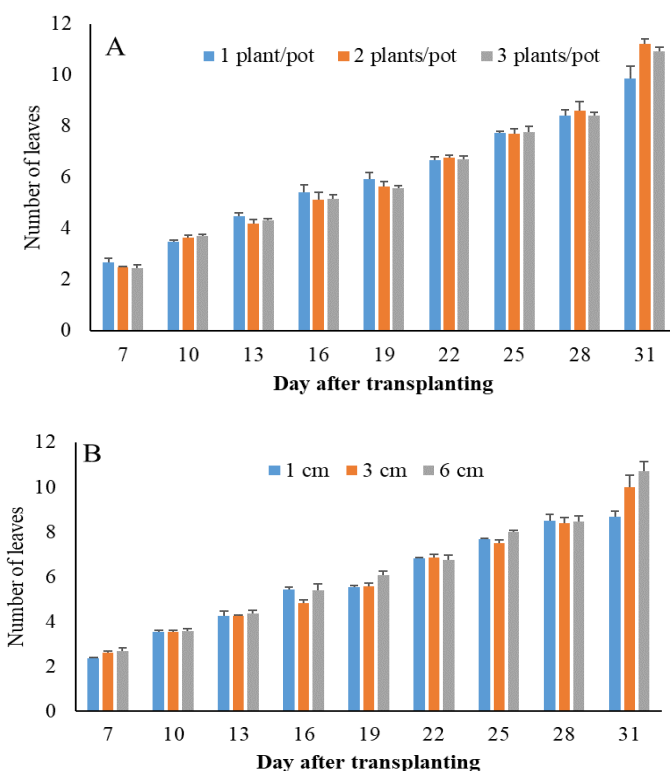 A
1 plant/pot 2 plants/pot 3 plants/pot
Number of leaves
12
10
8
6
4
2
0
7 10 13 16 19 22 25 28 31
Day after transplanting
B
1 cm 3 cm 6 cm
Number of leaves
12
10
8
6
4
2
0
7 10 13 16 19 22 25 28 31
Day after transplanting